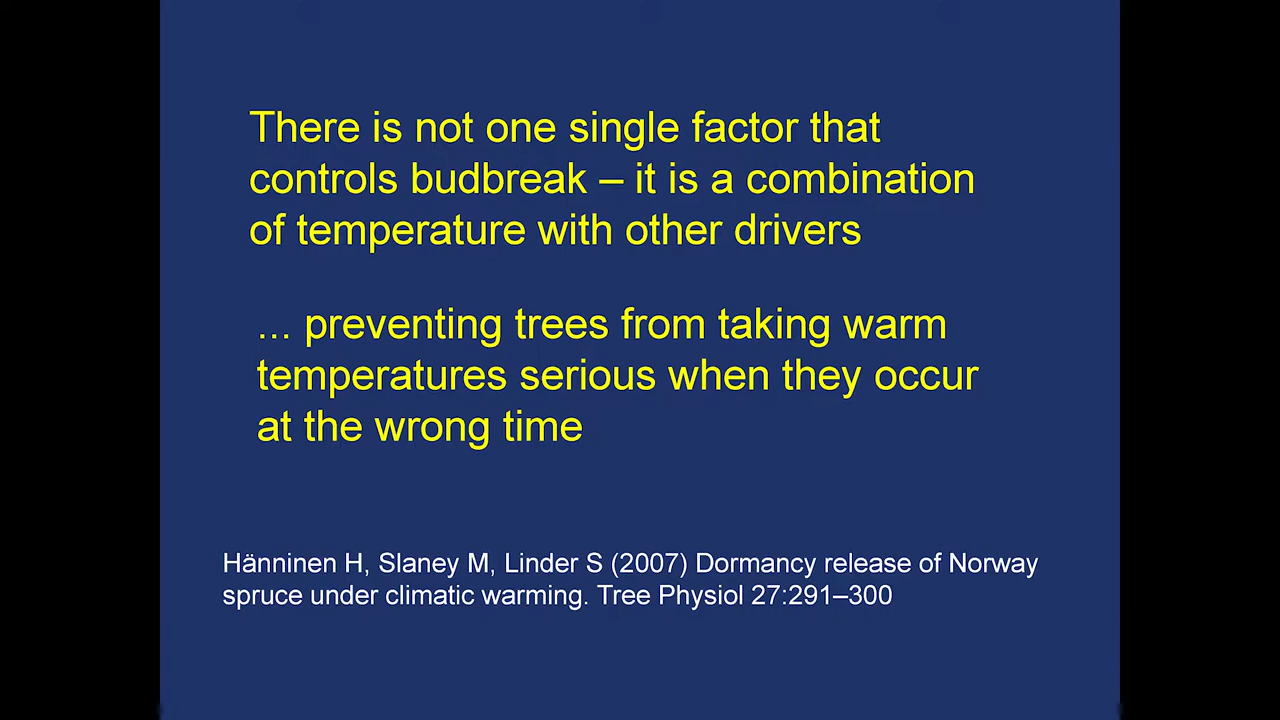 There is not one single factor that
controls budbreak – it is a combination
of temperature with other drivers
... preventing trees from taking warm
temperatures serious when they occur
at the wrong time
Hänninen H, Slaney M, Linder S (2007) Dormancy release of Norway
spruce under climatic warming. Tree Physiol 27:291–300